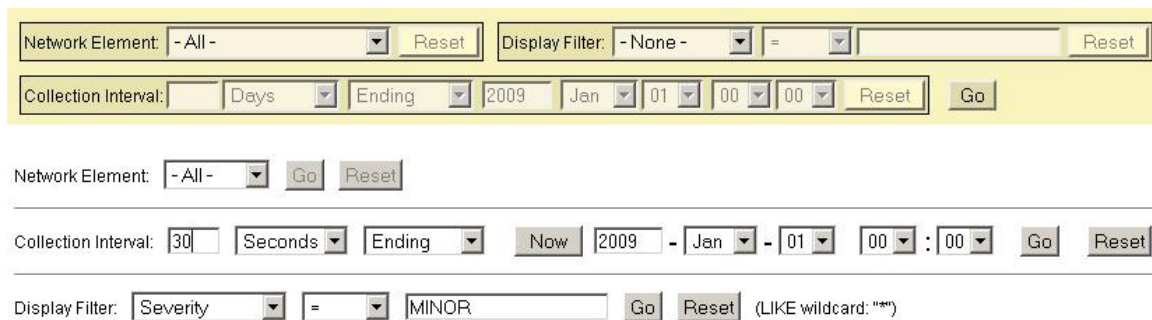 Network Element: - All - Reset Display Filter: - None - = Reset
Collection Interval: Days Ending 2009 Jan 01 00 00 Reset Go
Network Element: - All - Go Reset
Collection Interval: 30 Seconds Ending Now 2009 - Jan - 01 00 : 00 Go Reset
Display Filter: Severity = MINOR Go Reset (LIKE wildcard: "*")